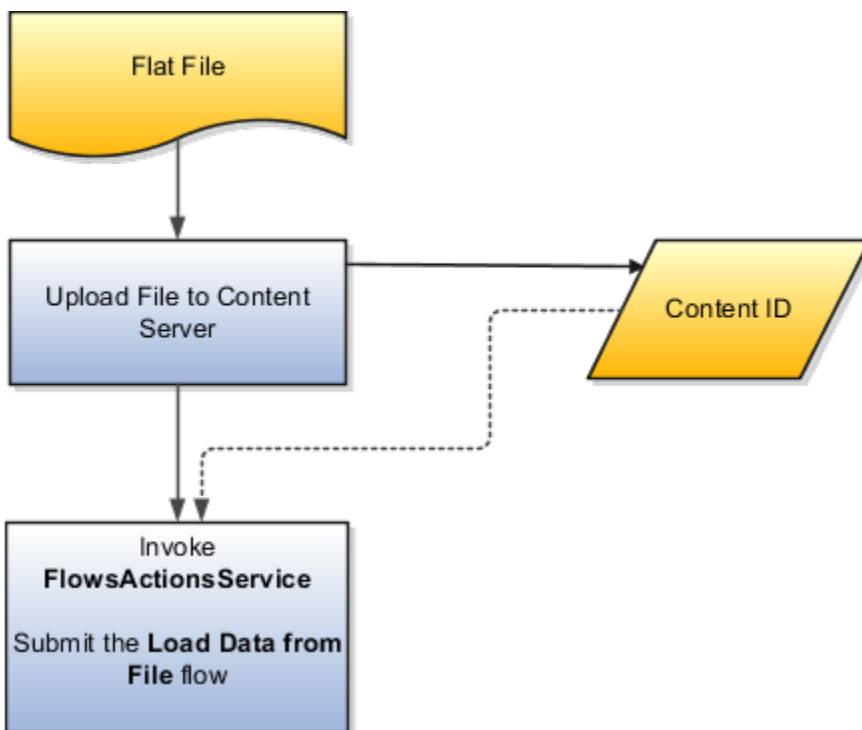 Flat File
Upload File to Content
Server
Content ID
Invoke
FlowsActionsService
Submit the Load Data from
File flow